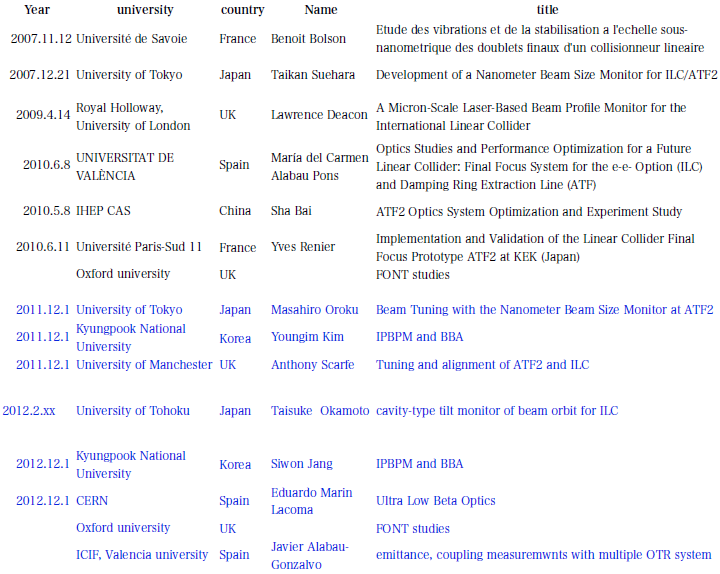 Year university country Name title
2007.11.12 Université de Savoie France Benoit Bolson Etude des vibrations et de la stabilisation a l'echelle sous-
nanometrique des doublets finaux d'un collisionneur lineaire
2007.12.21 University of Tokyo Japan Taikan Suehara Development of a Nanometer Beam Size Monitor for ILC/ATF2
2009.4.14 Royal Holloway,
University of London UK Lawrence Deacon A Micron-Scale Laser-Based Beam Profile Monitor for the
International Linear Collider
2010.6.8 UNIVERSITAT DE
VALÈNCIA Spain María del Carmen
Alabau Pons Optics Studies and Performance Optimization for a Future
Linear Collider: Final Focus System for the e-e- Option (ILC)
and Damping Ring Extraction Line (ATF)
2010.5.8 IHEP CAS China Sha Bai ATF2 Optics System Optimization and Experiment Study
2010.6.11 Université Paris-Sud 11 France Yves Renier Implementation and Validation of the Linear Collider Final
Focus Prototype ATF2 at KEK (Japan)
Oxford university UK FONT studies
2011.12.1 University of Tokyo Japan Masahiro Oroku Beam Tuning with the Nanometer Beam Size Monitor at ATF2
2011.12.1 Kyungpook National
University Korea Youngim Kim IPBPM and BBA
2011.12.1 University of Manchester UK Anthony Scarfe Tuning and alignment of ATF2 and ILC
2012.2.xx University of Tohoku Japan Taisuke Okamoto cavity-type tilt monitor of beam orbit for ILC
2012.12.1 Kyungpook National
University Korea Siwon Jang IPBPM and BBA
2012.12.1 CERN Spain Eduardo Marin
Lacoma Ultra Low Beta Optics
Oxford university UK FONT studies
ICIF, Valencia university Spain Javier Alabau-
Gonzalvo emittance, coupling measuremwnts with multiple OTR system